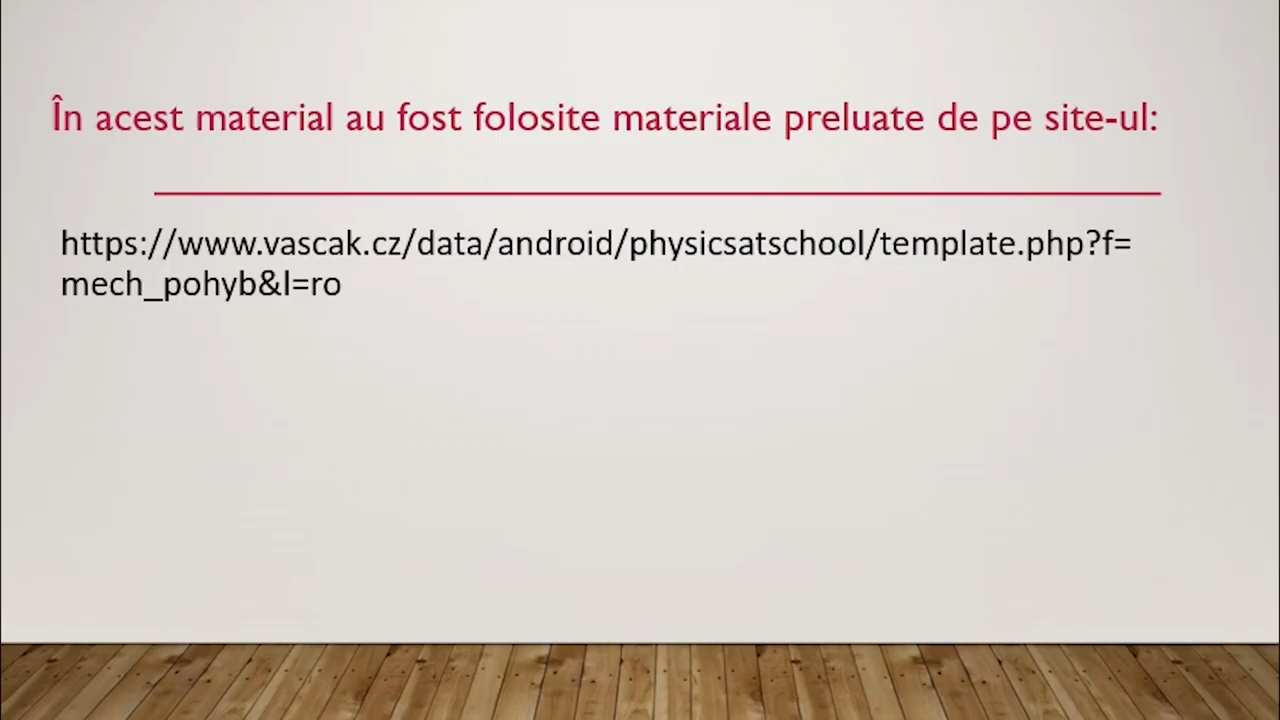 În acest material au fost folosite materiale preluate de pe site-ul:
https://www.vascak.cz/data/android/physicsatschool/template.php?f=
mech_pohyb&l=ro